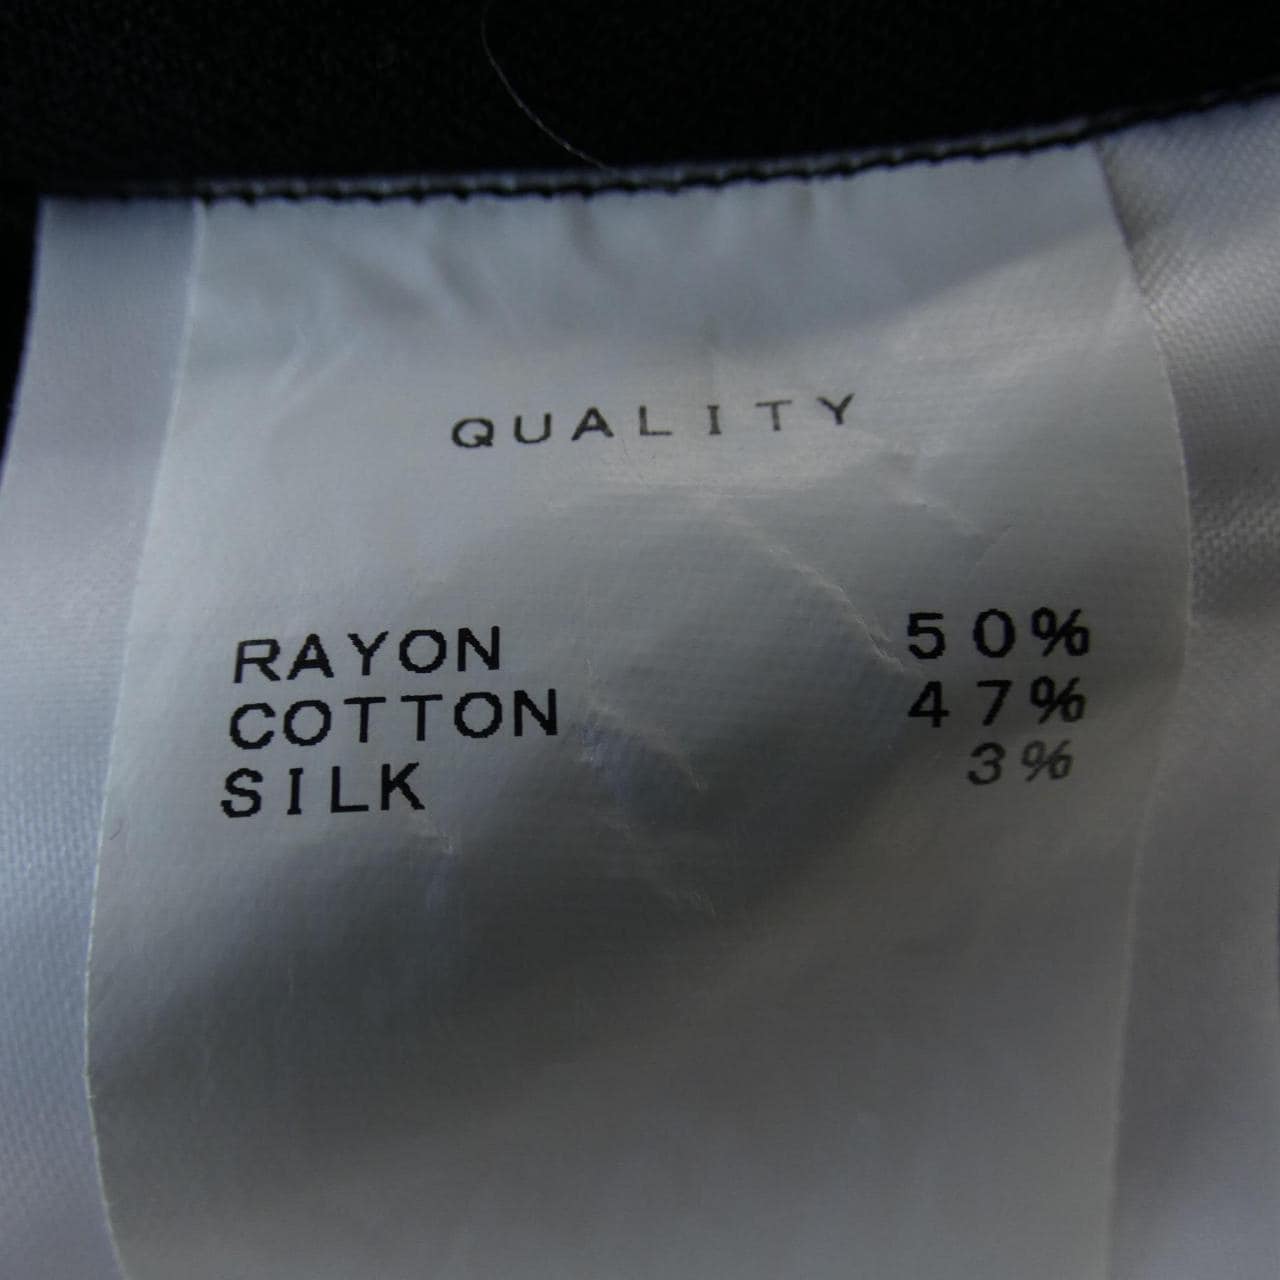 QUALITY
RAYON 50%
COTTON 47%
SILK 3%